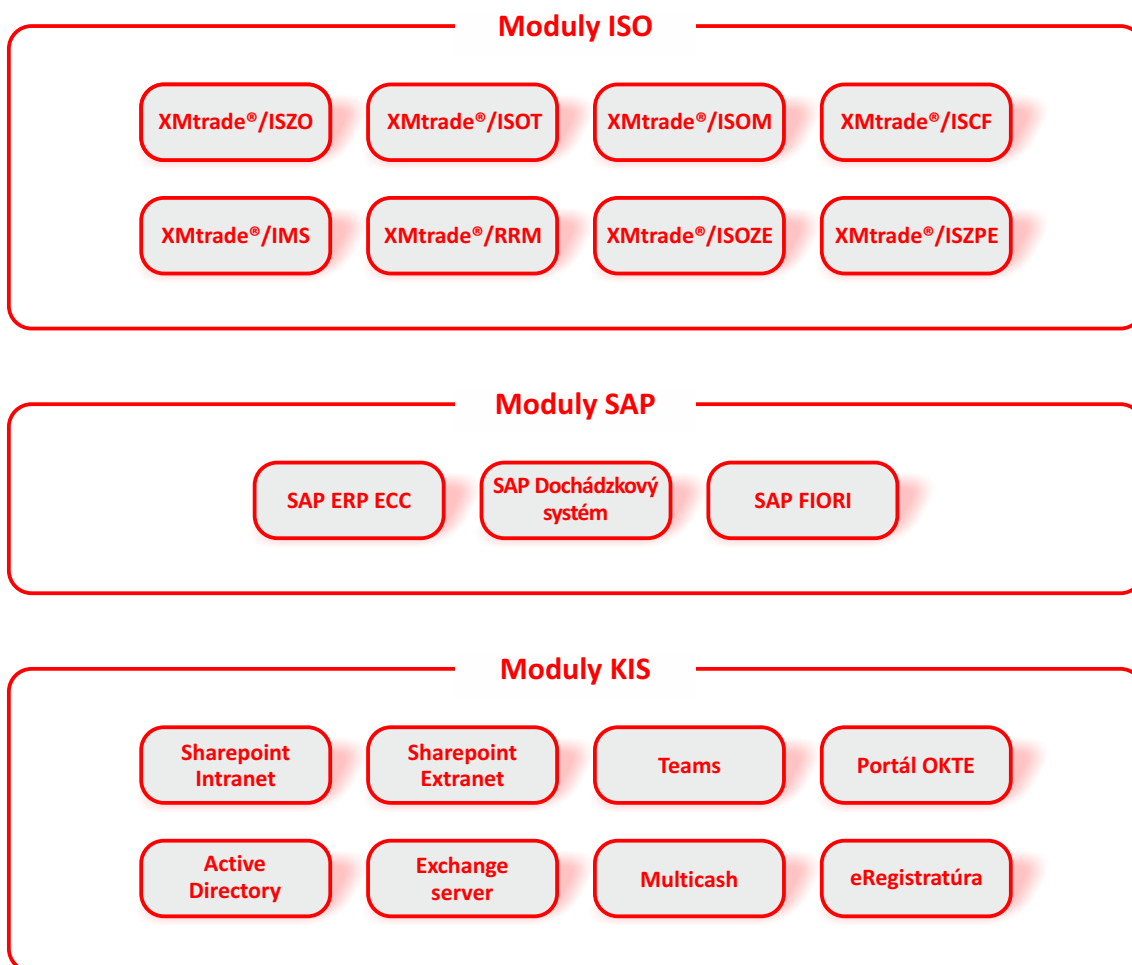 Moduly ISO
XMtrade®/ISZO
XMtrade®/ISOT
XMtrade®/ISOM
XMtrade®/ISCF
XMtrade®/IMS
XMtrade®/RRM
XMtrade®/ISOZE
XMtrade®/ISZPE
Moduly SAP
SAP ERP ECC
SAP Dochádzkový
systém
SAP FIORI
Moduly KIS
Sharepoint
Intranet
Sharepoint
Extranet
Teams
Portál OKTE
Active
Directory
Exchange
server
Multicash
eRegistratúra